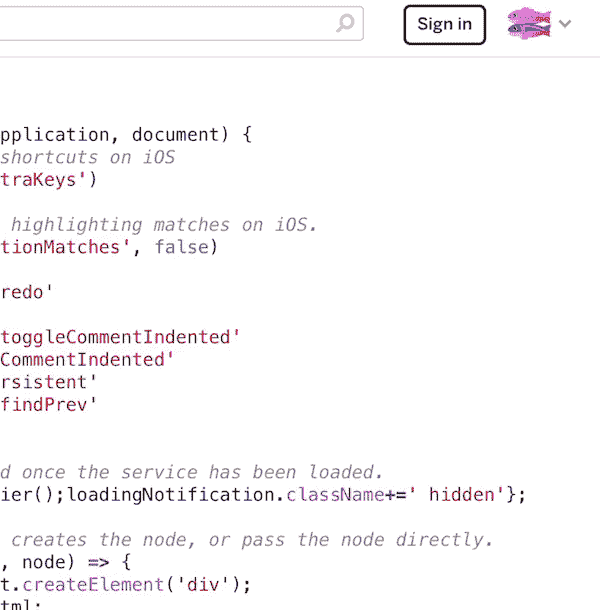 Sign in
pplication, document) {
shortcuts on iOS
traKeys')
highlighting matches on iOS.
tionMatches', false)
redo'
toggleCommentIndented'
CommentIndented'
rsistent'
findPrev'
d once the service has been loaded.
ier();loadingNotification.className+=' hidden'};
creates the node, or pass the node directly.
, node) => {
t.createElement('div');
tml;